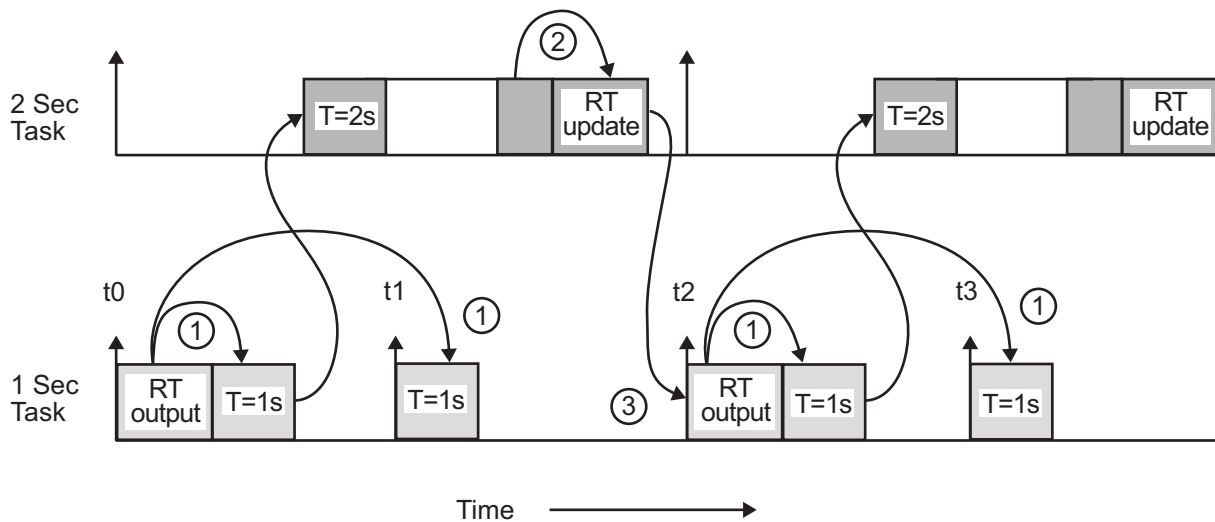 2
2 Sec
Task
T=2s
RT
update
T=2s
RT
update
t0
t1
t2
t3
1
1
1
1
1 Sec
Task
RT
output
T=1s
T=1s
3
RT
output
T=1s
T=1s
Time